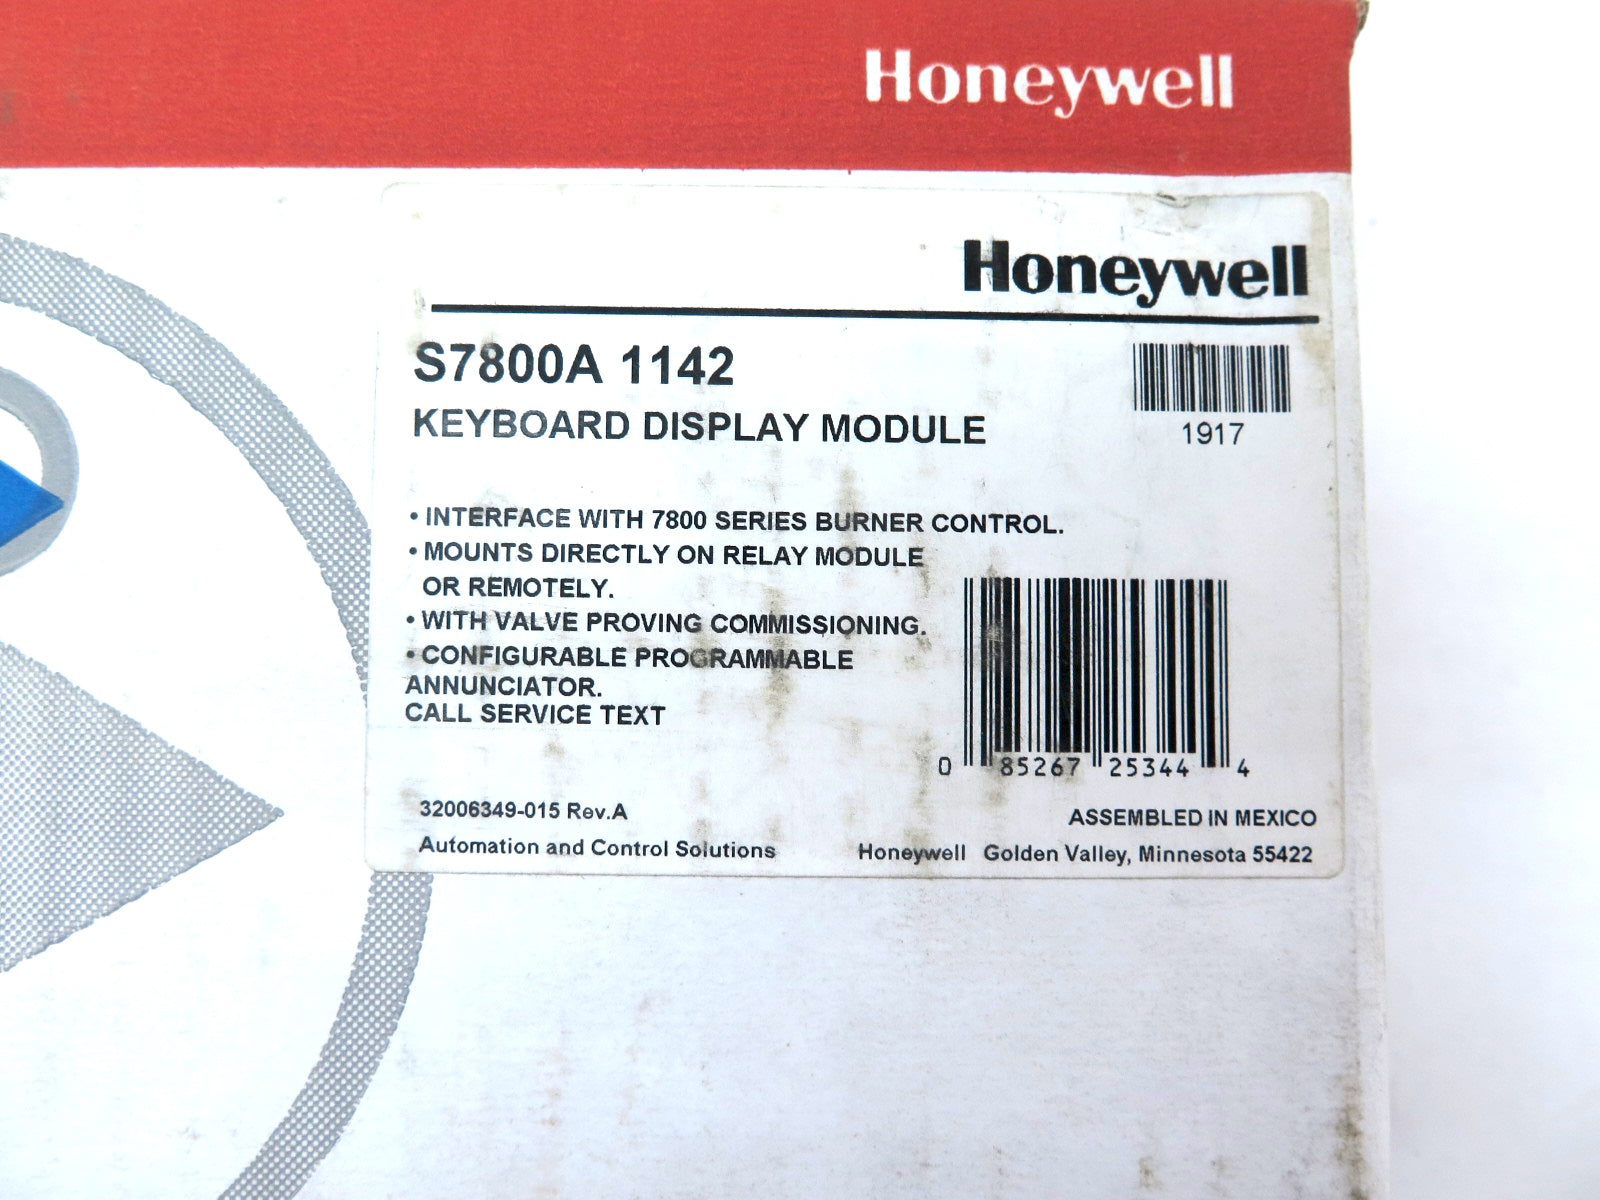 Honeywell
Honeywell
S7800A 1142
KEYBOARD DISPLAY MODULE
1917
• INTERFACE WITH 7800 SERIES BURNER CONTROL.
• MOUNTS DIRECTLY ON RELAY MODULE
OR REMOTELY.
• WITH VALVE PROVING COMMISSIONING.
• CONFIGURABLE PROGRAMMABLE
ANNUNCIATOR.
CALL SERVICE TEXT
0 85267 25344 4
32006349-015 Rev.A
ASSEMBLED IN MEXICO
Automation and Control Solutions
Honeywell Golden Valley, Minnesota 55422